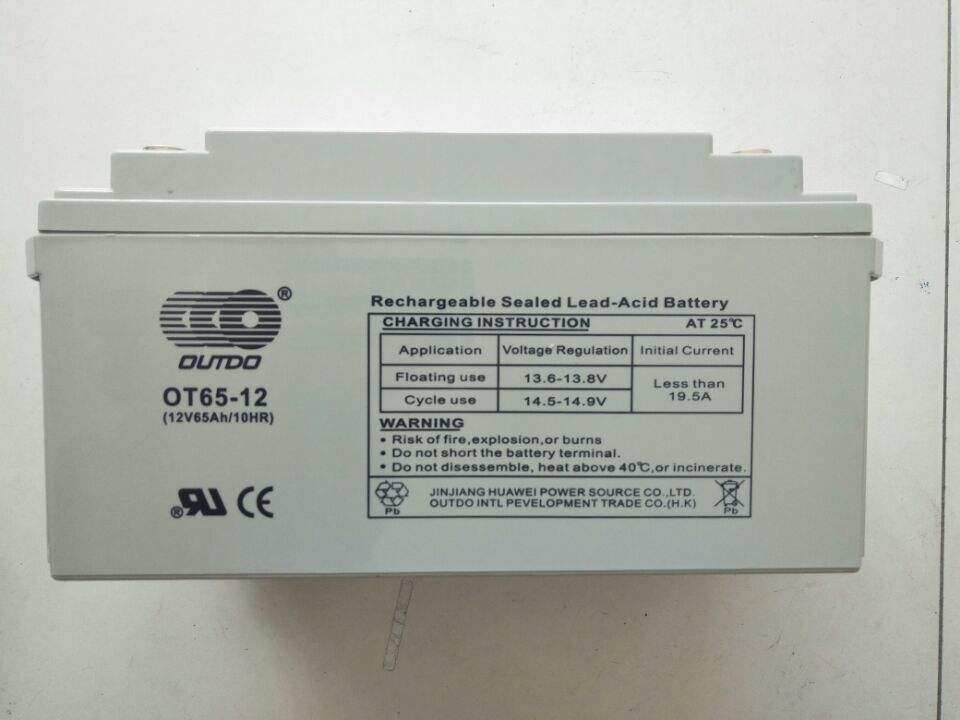 ®
OUTDO
OT65-12
(12V65Ah/10HR)
®RU CE
Rechargeable Sealed Lead-Acid Battery
CHARGING INSTRUCTION AT 25℃
Application Voltage Regulation Initial Current
Floating use 13.6-13.8V Less than 19.5A
Cycle use 14.5-14.9V
WARNING
• Risk of fire,explosion,or burns
• Do not short the battery terminal.
• Do not disessemble, heat above 40℃,or incinerate.
Pb
JINJIANG HUAWEI POWER SOURCE CO.,LTD.
OUTDO INTL PEVELOPMENT TRADE CO.(H.K)
Pb